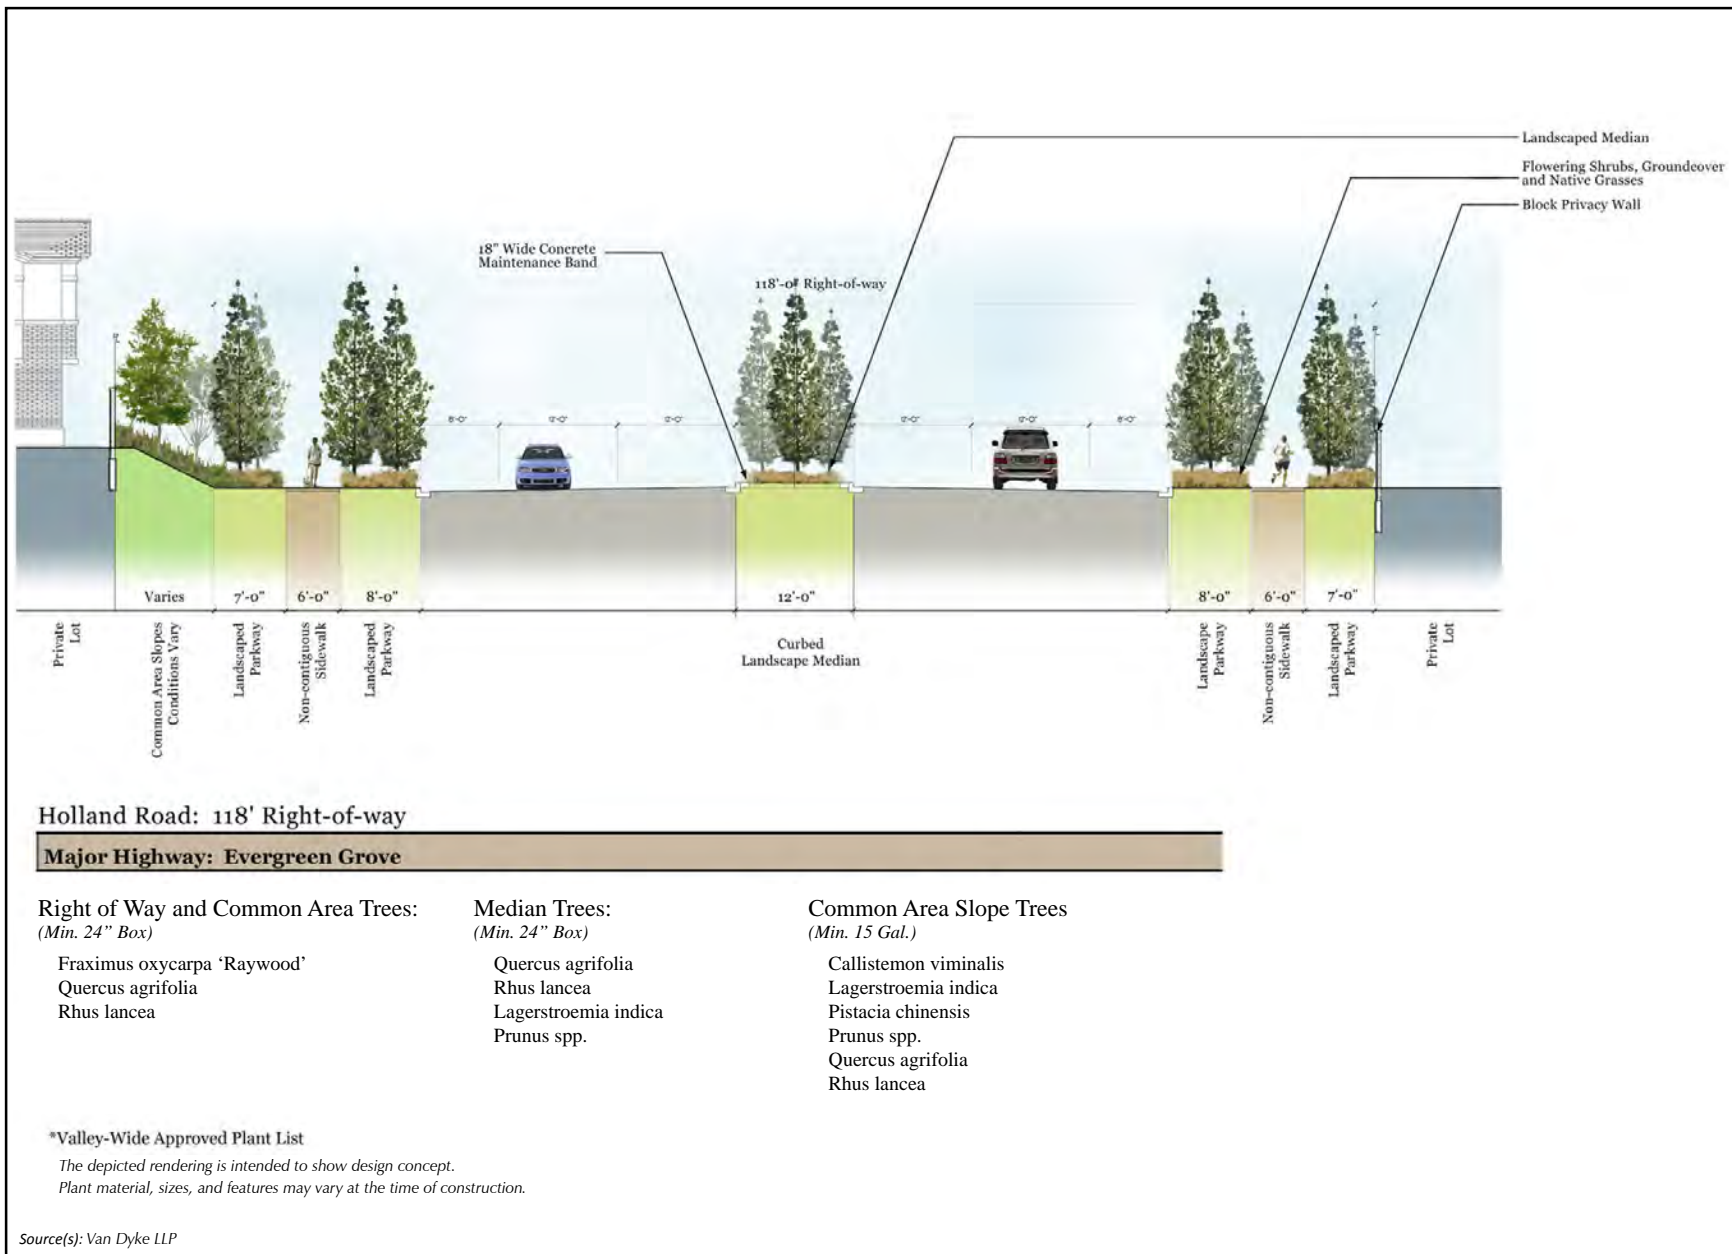 Landscaped Median
Flowering Shrubs, Groundcover
and Native Grasses
Block Privacy Wall
18" Wide Concrete
Maintenance Band
118'-0" Right-of-way
Varies
7'-0"
6'-0"
8'-0"
12'-0"
8'-0"
6'-0"
7'-0"
Private
Lot
Common Area Slopes
Conditions Vary
Landscaped
Parkway
Non-contiguous
Sidewalk
Landscaped
Parkway
Curbed
Landscape Median
Landscape
Parkway
Non-contiguous
Sidewalk
Landscaped
Parkway
Private
Lot
Holland Road: 118' Right-of-way
Major Highway: Evergreen Grove
Right of Way and Common Area Trees:
(Min. 24” Box)
Fraximus oxycarpa ‘Raywood’
Quercus agrifolia
Rhus lancea
Median Trees:
(Min. 24” Box)
Quercus agrifolia
Rhus lancea
Lagerstroemia indica
Prunus spp.
Common Area Slope Trees
(Min. 15 Gal.)
Callistemon viminalis
Lagerstroemia indica
Pistacia chinensis
Prunus spp.
Quercus agrifolia
Rhus lancea
*Valley-Wide Approved Plant List
The depicted rendering is intended to show design concept.
Plant material, sizes, and features may vary at the time of construction.
Source(s): Van Dyke LLP